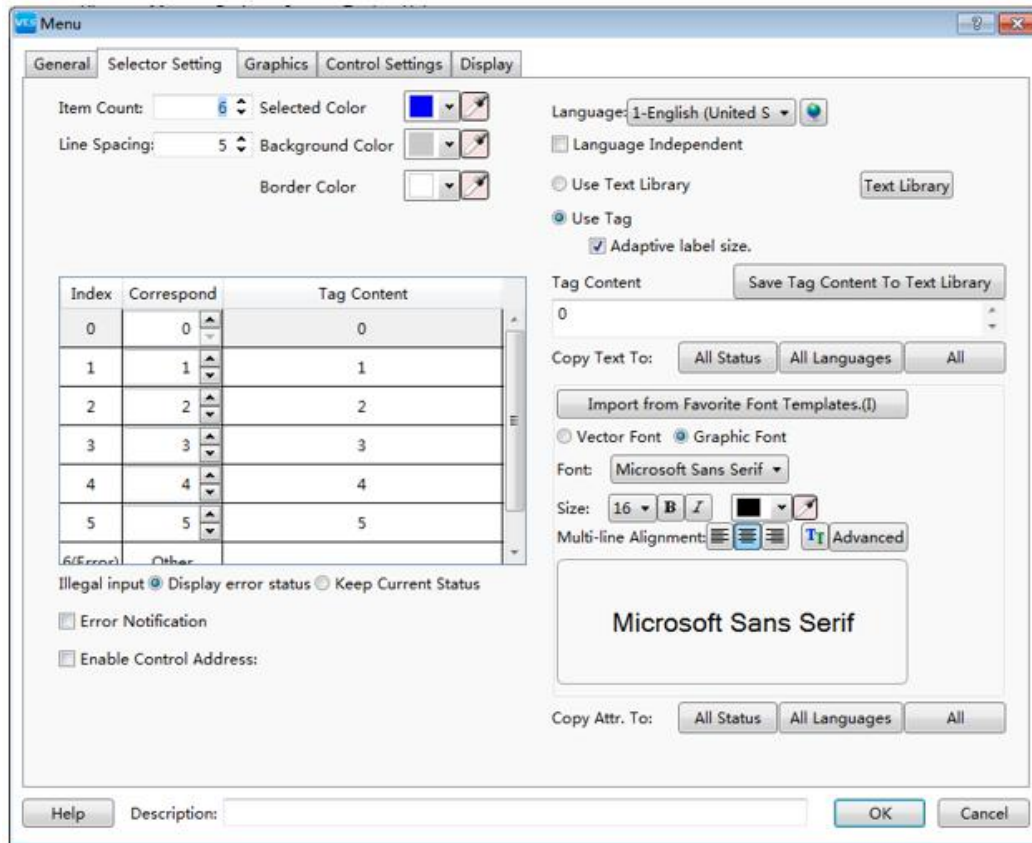 VES Menu
General Selector Setting Graphics Control Settings Display
Item Count: 6 Selected Color
Line Spacing: 5 Background Color
Border Color
Language: 1-English (United S
Language Independent
Use Text Library Text Library
Use Tag
Adaptive label size.
Index Correspond Tag Content
0 0 0
1 1 1
2 2 2
3 3 3
4 4 4
5 5 5
6(Error) Other
Illegal input Display error status Keep Current Status
Error Notification
Enable Control Address:
Tag Content Save Tag Content To Text Library
0
Copy Text To: All Status All Languages All
Import from Favorite Font Templates.(I)
Vector Font Graphic Font
Font: Microsoft Sans Serif
Size: 16 B I
Multi-line Alignment: TI Advanced
Microsoft Sans Serif
Copy Attr. To: All Status All Languages All
Help Description: OK Cancel